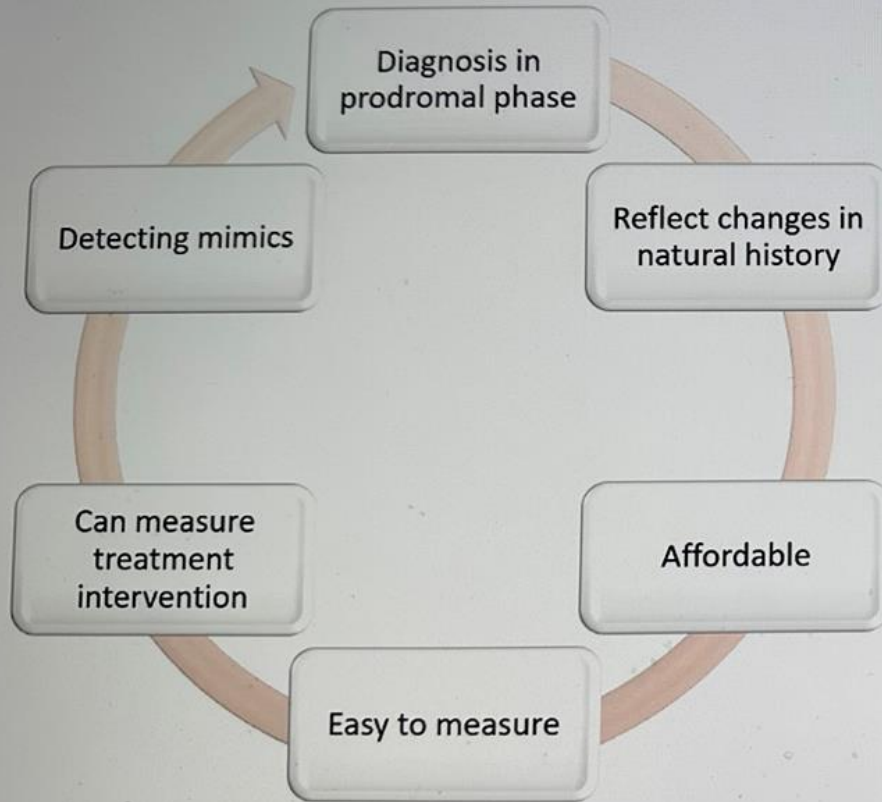 Diagnosis in
prodromal phase
Reflect changes in
natural history
Affordable
Easy to measure
Can measure
treatment
intervention
Detecting mimics